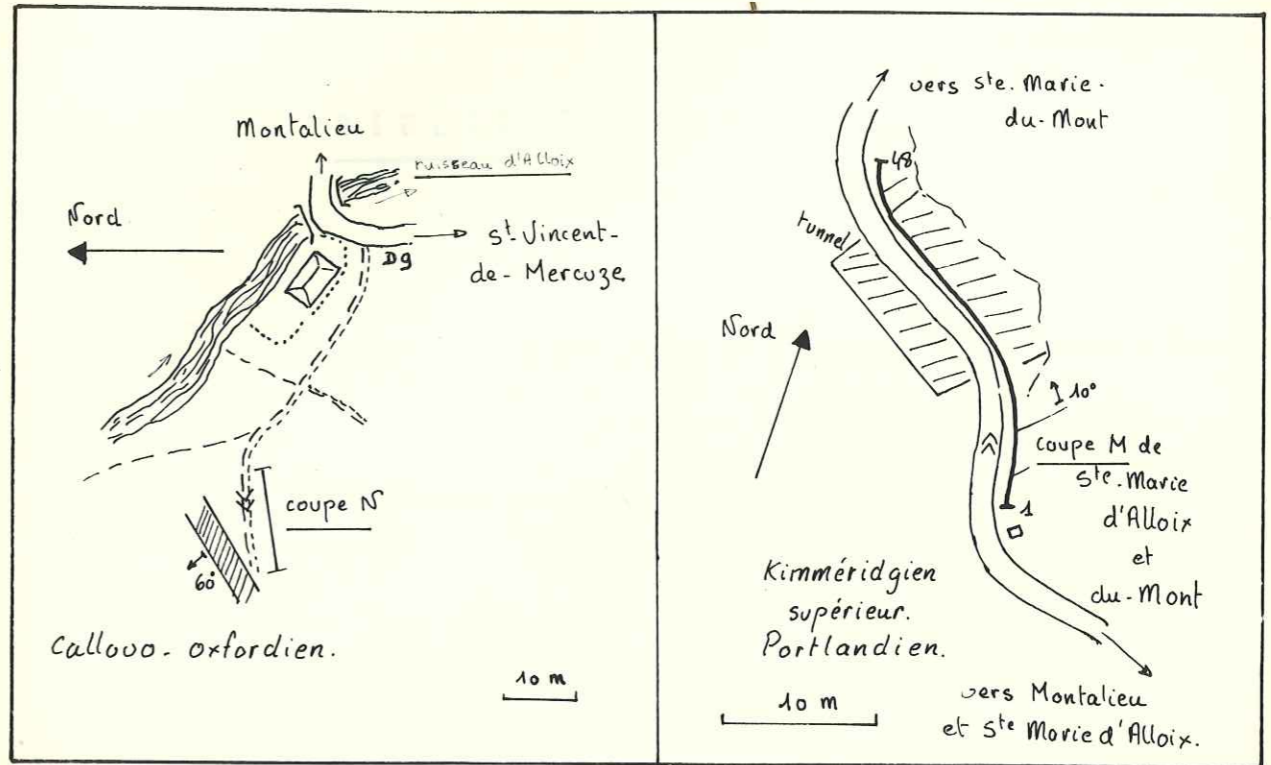 Montalieu
ruisseau d'Alloix
Nord
St-Vincent-
de-Mercuze
D9
coupe N
60°
Callovo-oxfordien.
10 m
vers Ste. Marie-
du-Mont
48
tunnel
Nord
10°
coupe M de
Ste-Marie
d'Alloix
et
du-Mont
1
Kimméridgien
supérieur.
Portlandien.
10 m
vers Montalieu
et Ste Marie d'Alloix.